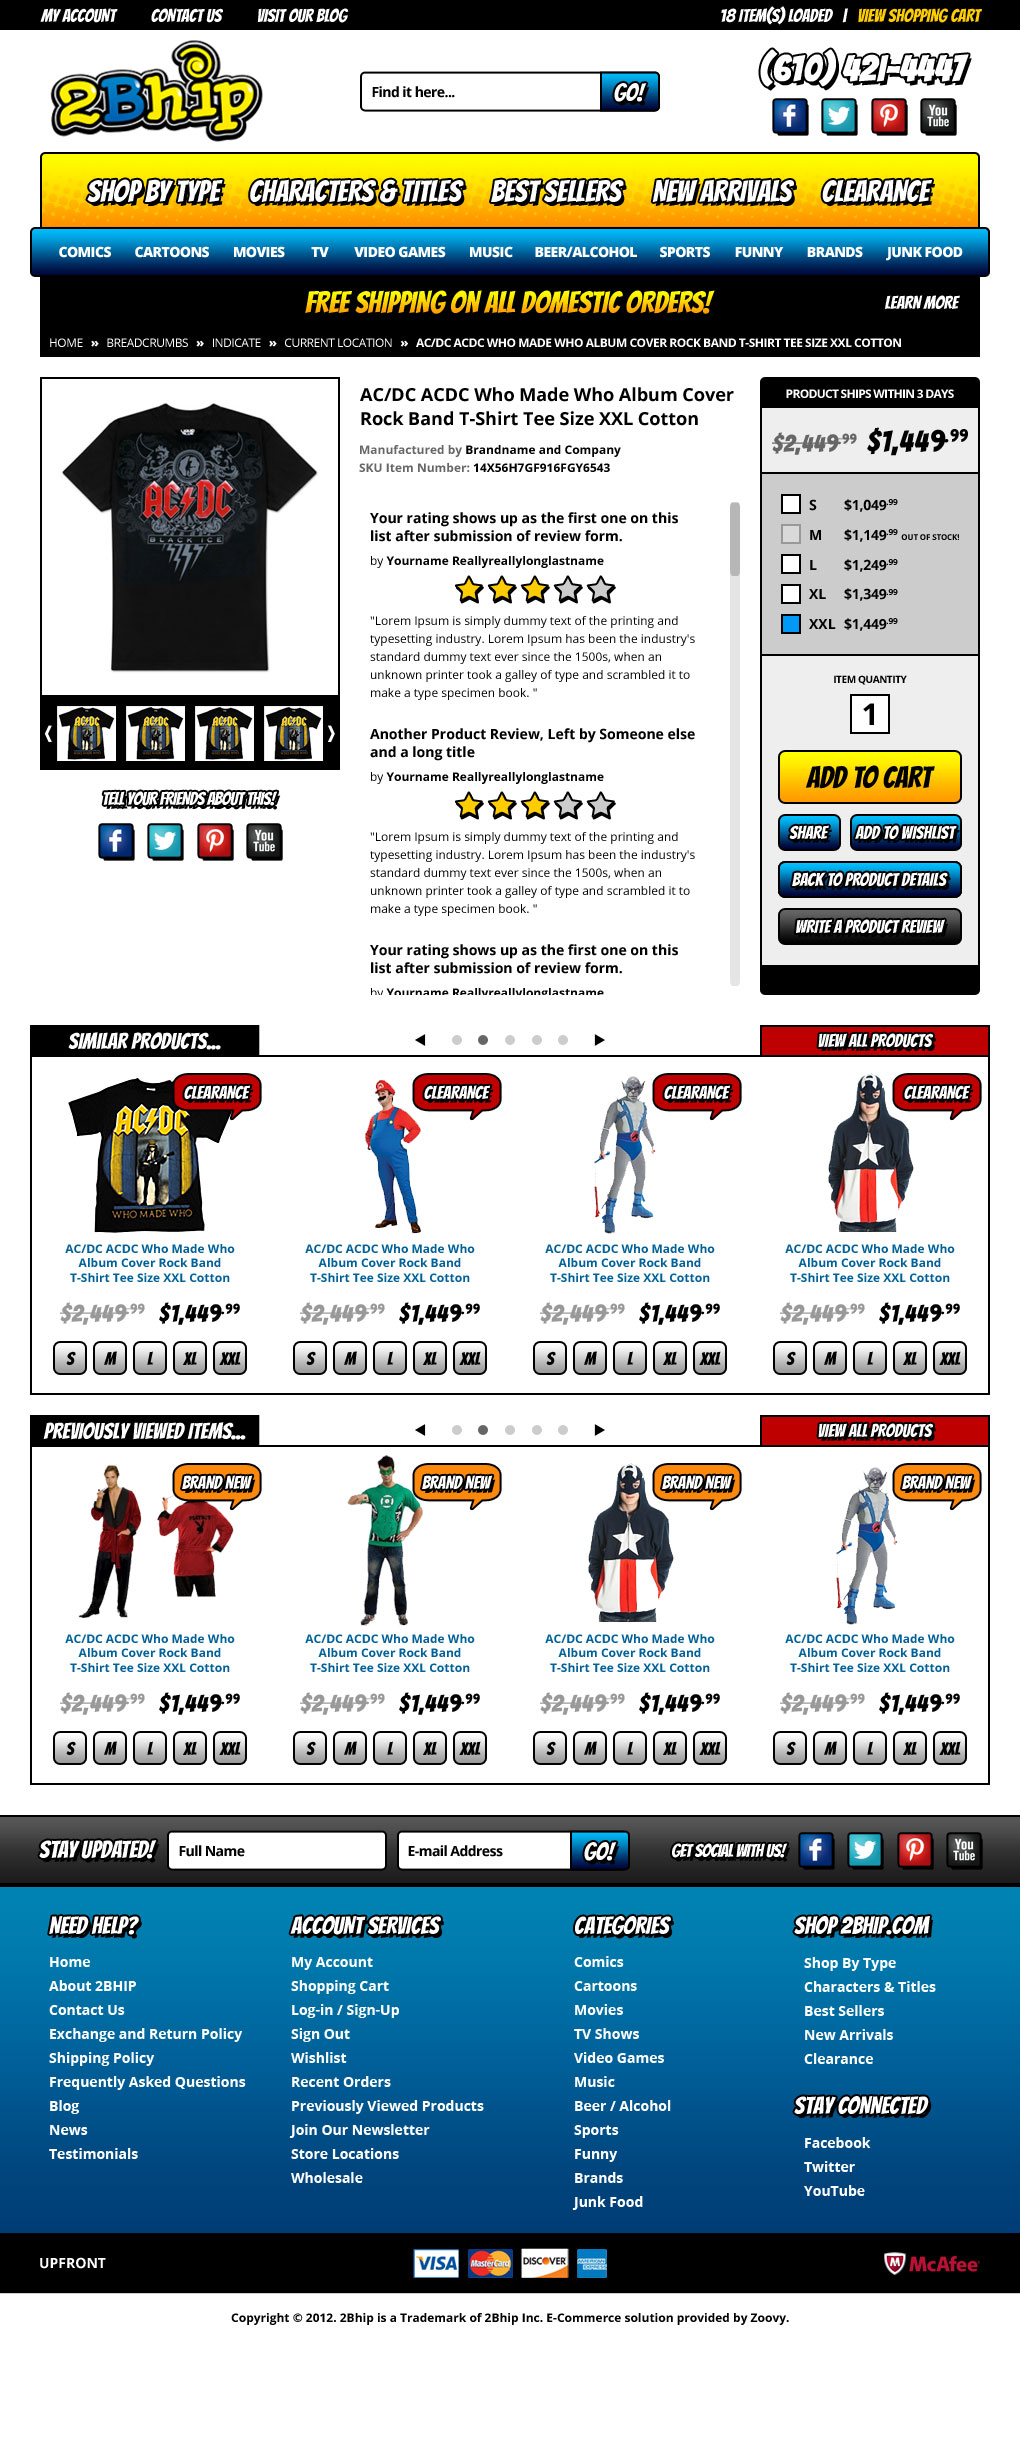 MY ACCOUNT CONTACT US VISIT OUR BLOG 18 ITEM(S) LOADED | VIEW SHOPPING CART
2Bhip
Find it here... GO!
(610) 421-4447
You Tube
SHOP BY TYPE CHARACTERS & TITLES BEST SELLERS NEW ARRIVALS CLEARANCE
COMICS CARTOONS MOVIES TV VIDEO GAMES MUSIC BEER/ALCOHOL SPORTS FUNNY BRANDS JUNK FOOD
FREE SHIPPING ON ALL DOMESTIC ORDERS! LEARN MORE
HOME » BREADCRUMBS » INDICATE » CURRENT LOCATION » AC/DC ACDC WHO MADE WHO ALBUM COVER ROCK BAND T-SHIRT TEE SIZE XXL COTTON
AC/DC
BLACK ICE
AC/DC AC/DC AC/DC AC/DC
TELL YOUR FRIENDS ABOUT THIS!
You Tube
AC/DC ACDC Who Made Who Album Cover
Rock Band T-Shirt Tee Size XXL Cotton
Manufactured by Brandname and Company
SKU Item Number: 14X56H7GF916FGY6543
Your rating shows up as the first one on this
list after submission of review form.
by Yourname Reallyreallylonglastname
"Lorem Ipsum is simply dummy text of the printing and
typesetting industry. Lorem Ipsum has been the industry's
standard dummy text ever since the 1500s, when an
unknown printer took a galley of type and scrambled it to
make a type specimen book. "
Another Product Review, Left by Someone else
and a long title
by Yourname Reallyreallylonglastname
"Lorem Ipsum is simply dummy text of the printing and
typesetting industry. Lorem Ipsum has been the industry's
standard dummy text ever since the 1500s, when an
unknown printer took a galley of type and scrambled it to
make a type specimen book. "
Your rating shows up as the first one on this
list after submission of review form.
by Yourname Reallyreallylonglastname
PRODUCT SHIPS WITHIN 3 DAYS
$2,449.99 $1,449.99
S $1,049.99
M $1,149.99 OUT OF STOCK!
L $1,249.99
XL $1,349.99
XXL $1,449.99
ITEM QUANTITY
1
ADD TO CART
SHARE ADD TO WISHLIST
BACK TO PRODUCT DETAILS
WRITE A PRODUCT REVIEW
SIMILAR PRODUCTS... VIEW ALL PRODUCTS
CLEARANCE CLEARANCE CLEARANCE CLEARANCE
AC/DC
WHO MADE WHO
AC/DC ACDC Who Made Who AC/DC ACDC Who Made Who AC/DC ACDC Who Made Who AC/DC ACDC Who Made Who
Album Cover Rock Band Album Cover Rock Band Album Cover Rock Band Album Cover Rock Band
T-Shirt Tee Size XXL Cotton T-Shirt Tee Size XXL Cotton T-Shirt Tee Size XXL Cotton T-Shirt Tee Size XXL Cotton
$2,449.99 $1,449.99 $2,449.99 $1,449.99 $2,449.99 $1,449.99 $2,449.99 $1,449.99
S M L XL XXL S M L XL XXL S M L XL XXL S M L XL XXL
PREVIOUSLY VIEWED ITEMS... VIEW ALL PRODUCTS
BRAND NEW BRAND NEW BRAND NEW BRAND NEW
AC/DC ACDC Who Made Who AC/DC ACDC Who Made Who AC/DC ACDC Who Made Who AC/DC ACDC Who Made Who
Album Cover Rock Band Album Cover Rock Band Album Cover Rock Band Album Cover Rock Band
T-Shirt Tee Size XXL Cotton T-Shirt Tee Size XXL Cotton T-Shirt Tee Size XXL Cotton T-Shirt Tee Size XXL Cotton
$2,449.99 $1,449.99 $2,449.99 $1,449.99 $2,449.99 $1,449.99 $2,449.99 $1,449.99
S M L XL XXL S M L XL XXL S M L XL XXL S M L XL XXL
STAY UPDATED! Full Name E-mail Address GO! GET SOCIAL WITH US! You Tube
NEED HELP?
Home
About 2BHIP
Contact Us
Exchange and Return Policy
Shipping Policy
Frequently Asked Questions
Blog
News
Testimonials
ACCOUNT SERVICES
My Account
Shopping Cart
Log-in / Sign-Up
Sign Out
Wishlist
Recent Orders
Previously Viewed Products
Join Our Newsletter
Store Locations
Wholesale
CATEGORIES
Comics
Cartoons
Movies
TV Shows
Video Games
Music
Beer / Alcohol
Sports
Funny
Brands
Junk Food
SHOP 2BHIP.COM
Shop By Type
Characters & Titles
Best Sellers
New Arrivals
Clearance
STAY CONNECTED
Facebook
Twitter
YouTube
UPFRONT VISA MasterCard DISCOVER AMERICAN EXPRESS McAfee
Copyright © 2012. 2Bhip is a Trademark of 2Bhip Inc. E-Commerce solution provided by Zoovy.